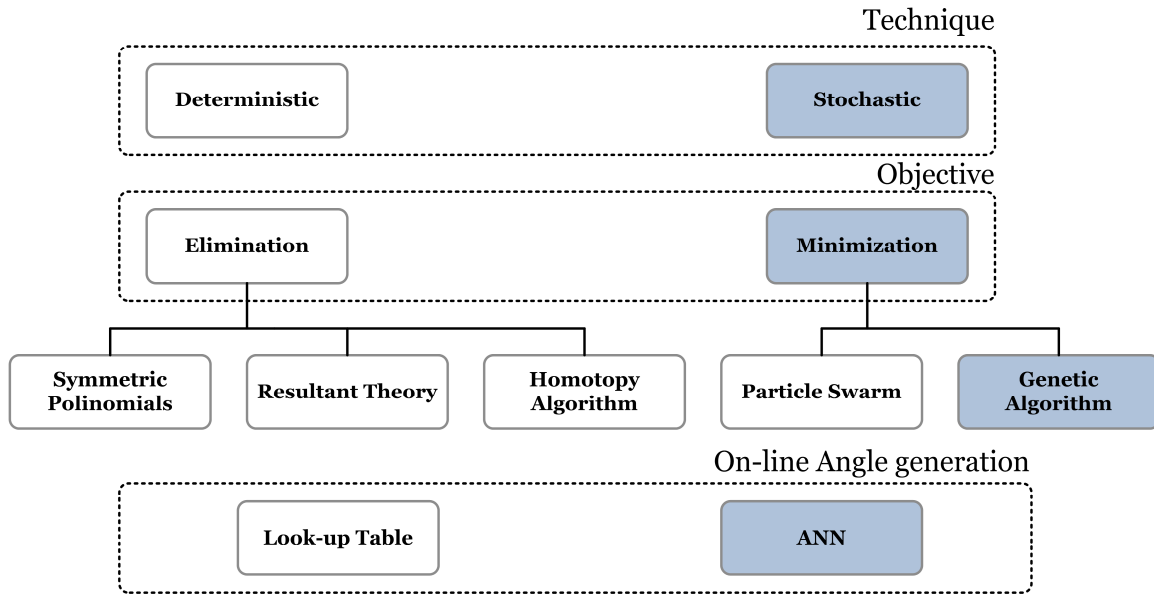 Technique
Deterministic
Stochastic
Objective
Elimination
Minimization
Symmetric
Polinomials
Resultant Theory
Homotopy
Algorithm
Particle Swarm
Genetic
Algorithm
On-line Angle generation
Look-up Table
ANN